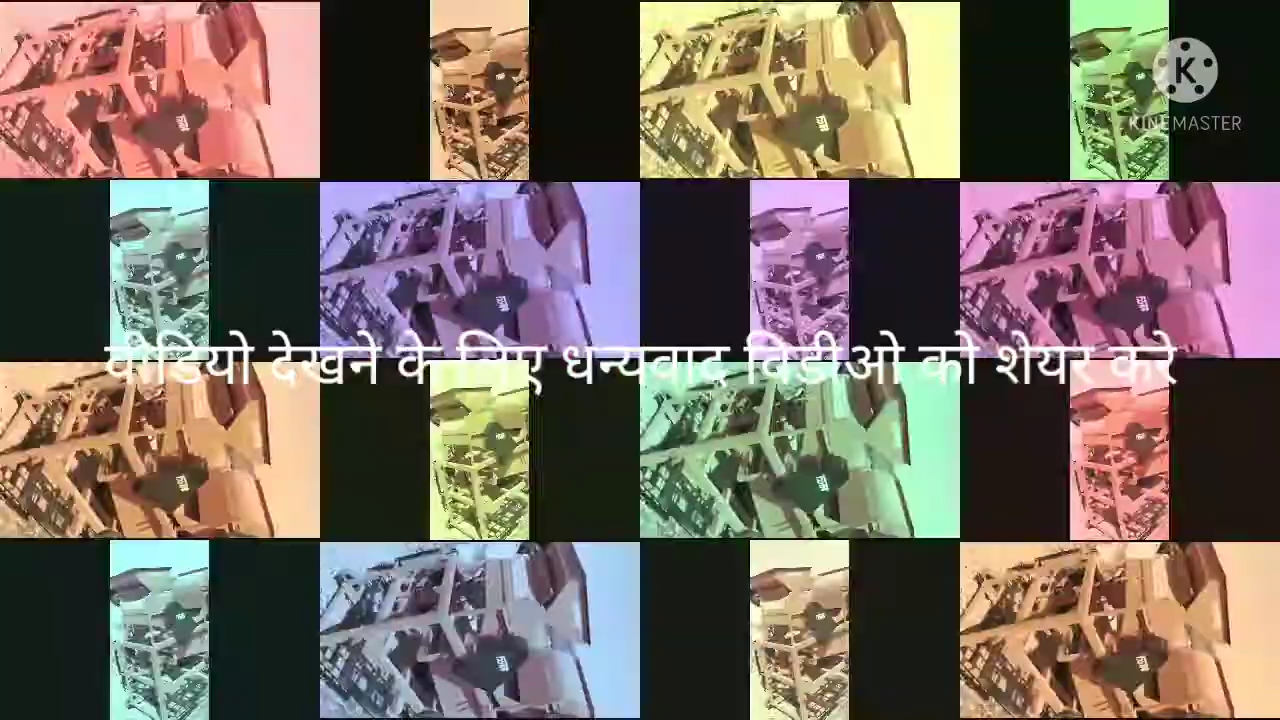 K
KINEMASTER
वीडियो देखने के लिए धन्यवाद विडीओ को शेयर करे